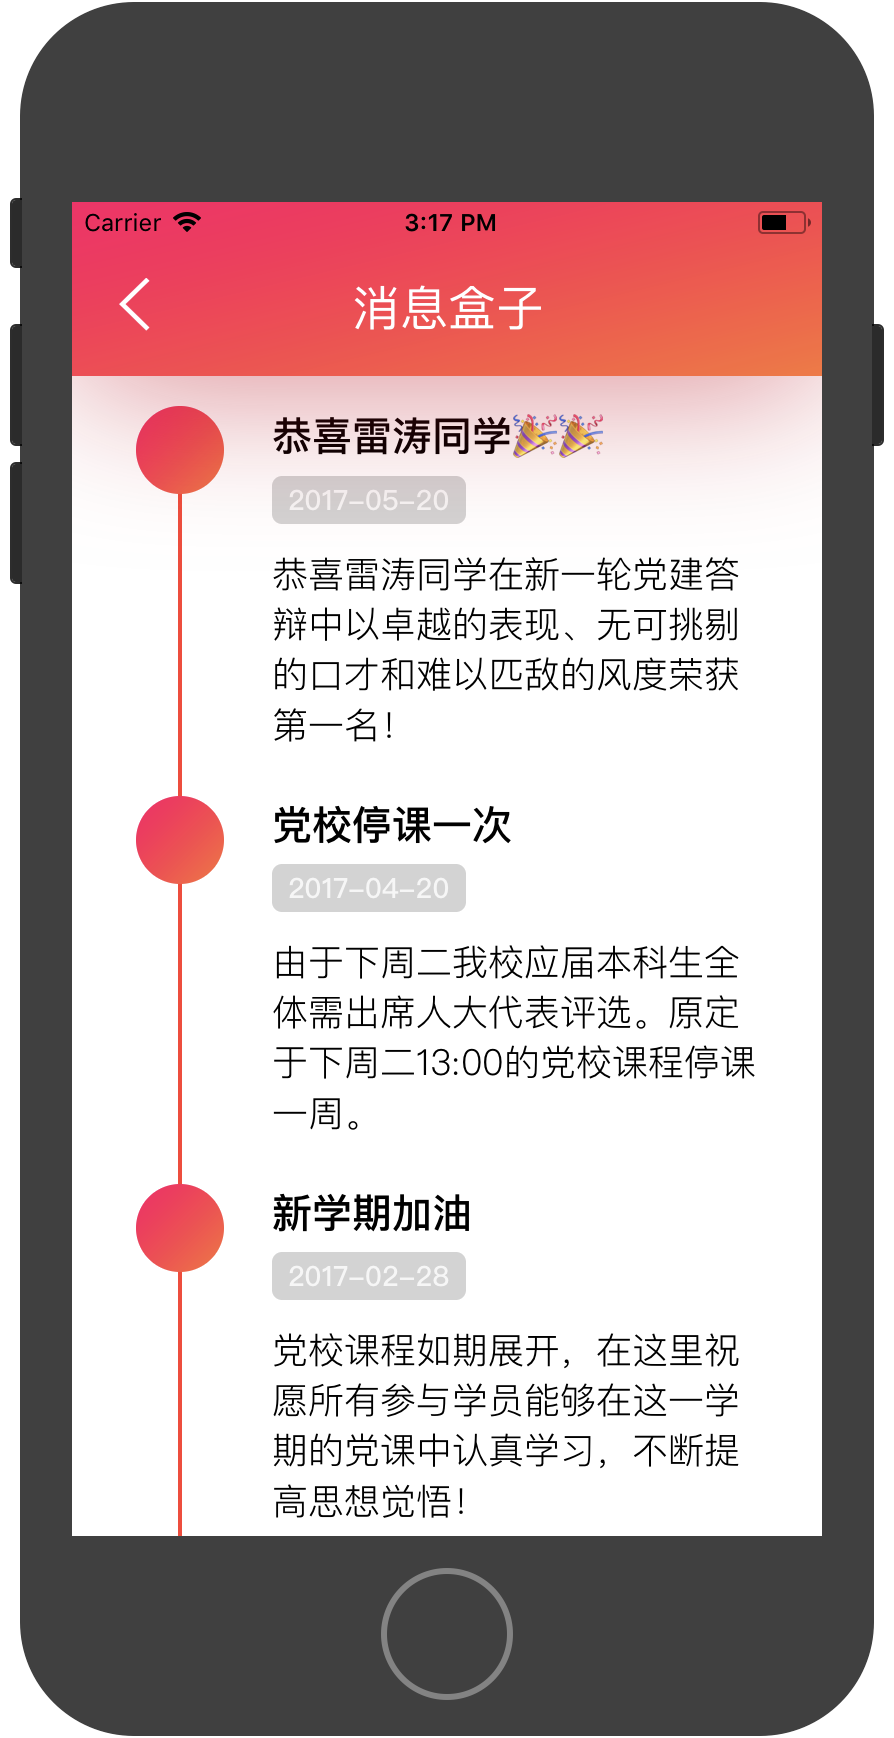 Carrier 3:17 PM
消息盒子
恭喜雷涛同学🎉🎉
2017-05-20
恭喜雷涛同学在新一轮党建答
辩中以卓越的表现、无可挑剔
的口才和难以匹敌的风度荣获
第一名！
党校停课一次
2017-04-20
由于下周二我校应届本科生全
体需出席人大代表评选。原定
于下周二13:00的党校课程停课
一周。
新学期加油
2017-02-28
党校课程如期展开，在这里祝
愿所有参与学员能够在这一学
期的党课中认真学习，不断提
高思想觉悟！